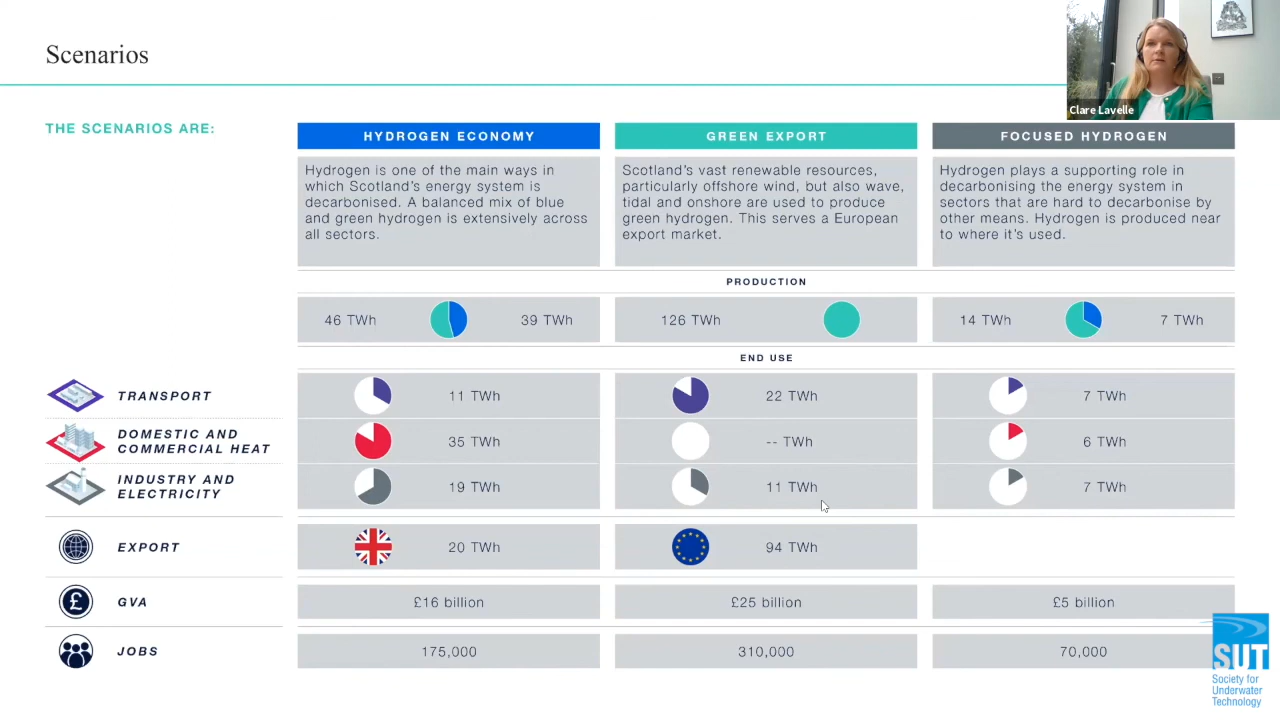 Scenarios
Clare Lavelle
THE SCENARIOS ARE:
HYDROGEN ECONOMY
GREEN EXPORT
FOCUSED HYDROGEN
Hydrogen is one of the main ways in
which Scotland's energy system is
decarbonised. A balanced mix of blue
and green hydrogen is extensively across
all sectors.
Scotland's vast renewable resources,
particularly offshore wind, but also wave,
tidal and onshore are used to produce
green hydrogen. This serves a European
export market.
Hydrogen plays a supporting role in
decarbonising the energy system in
sectors that are hard to decarbonise by
other means. Hydrogen is produced near
to where it's used.
PRODUCTION
46 TWh 39 TWh 126 TWh 14 TWh 7 TWh
END USE
TRANSPORT 11 TWh 22 TWh 7 TWh
DOMESTIC AND
COMMERCIAL HEAT 35 TWh -- TWh 6 TWh
INDUSTRY AND
ELECTRICITY 19 TWh 11 TWh 7 TWh
EXPORT 20 TWh 94 TWh
£
GVA £16 billion £25 billion £5 billion
JOBS 175,000 310,000 70,000
SUT
Society for
Underwater
Technology